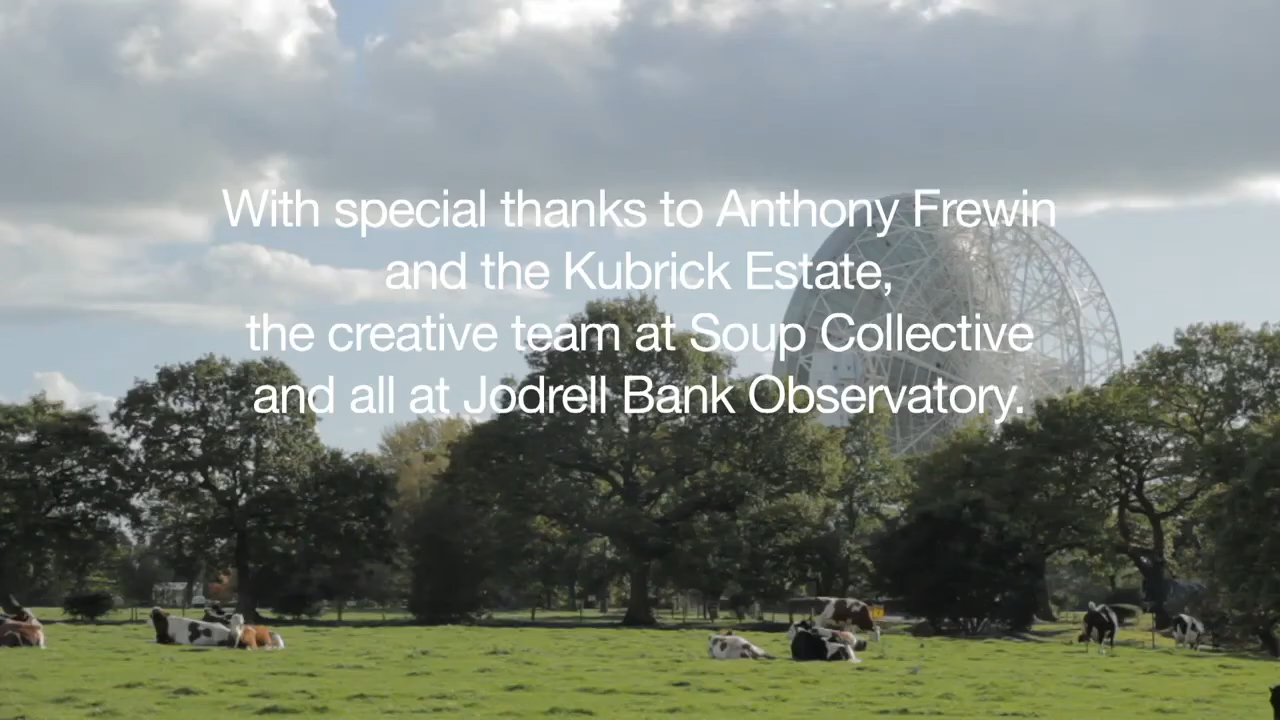 With special thanks to Anthony Frewin
and the Kubrick Estate,
the creative team at Soup Collective
and all at Jodrell Bank Observatory.